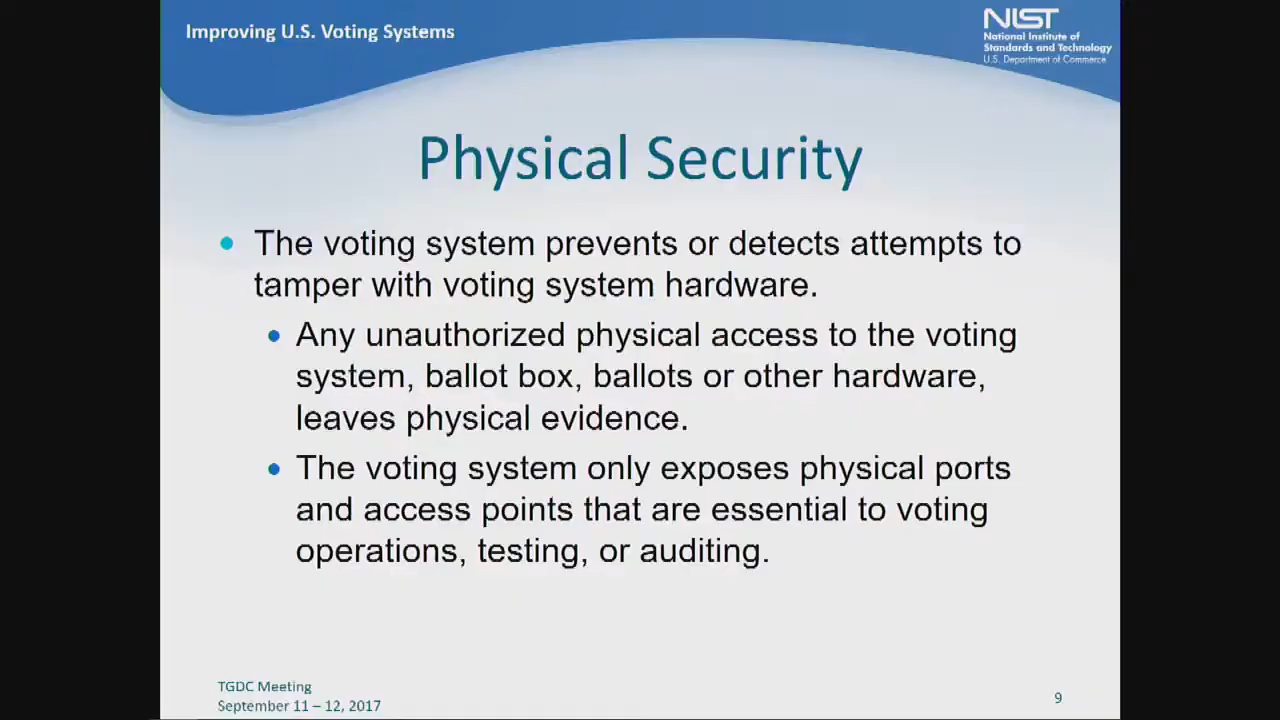 Improving U.S. Voting Systems
NIST
National Institute of
Standards and Technology
U.S. Department of Commerce
Physical Security
The voting system prevents or detects attempts to
tamper with voting system hardware.
Any unauthorized physical access to the voting
system, ballot box, ballots or other hardware,
leaves physical evidence.
The voting system only exposes physical ports
and access points that are essential to voting
operations, testing, or auditing.
TGDC Meeting
September 11 – 12, 2017
9